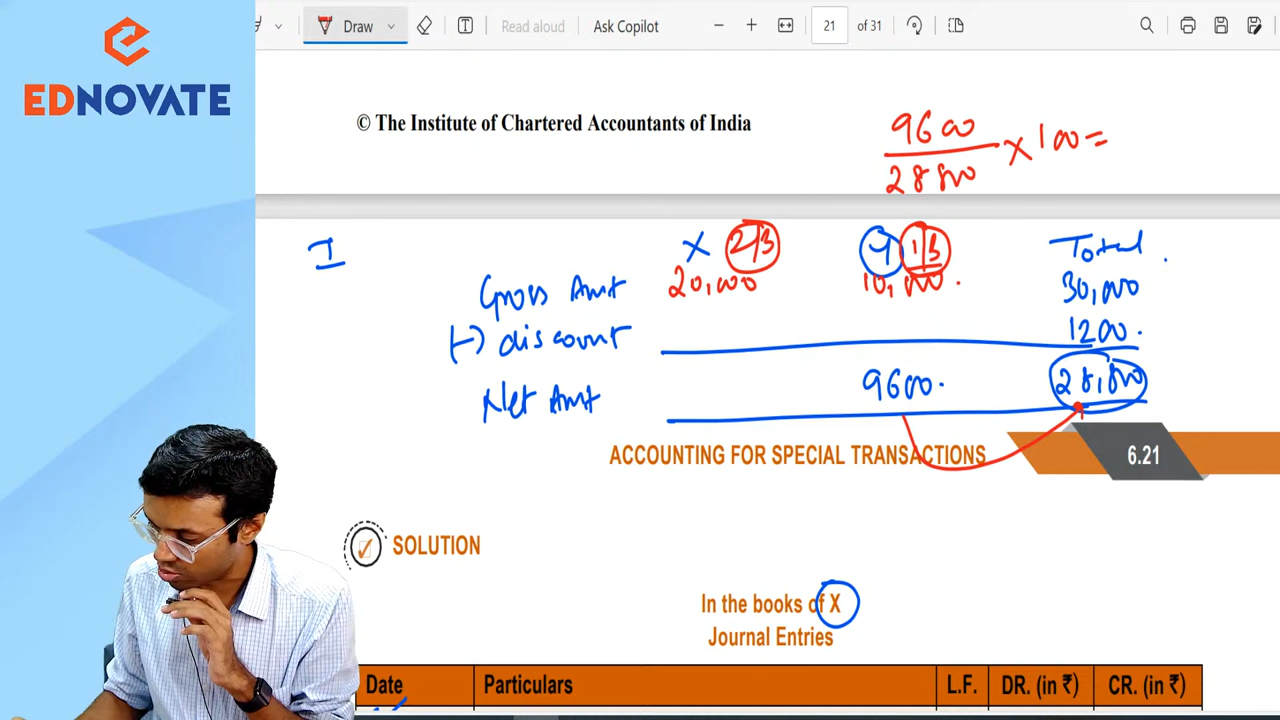 EDNOVATE
Draw
Read aloud
Ask Copilot
21
of 31
© The Institute of Chartered Accountants of India
9600
28800
X 100 =
I
X 2/3
Y 1/3
Total
Gross Amt
20,000
10,000
30,000
(-) discount
1200
Net Amt
9600
28,800
ACCOUNTING FOR SPECIAL TRANSACTIONS
6.21
SOLUTION
In the books of X
Journal Entries
Date
Particulars
L.F.
DR. (in ₹)
CR. (in ₹)